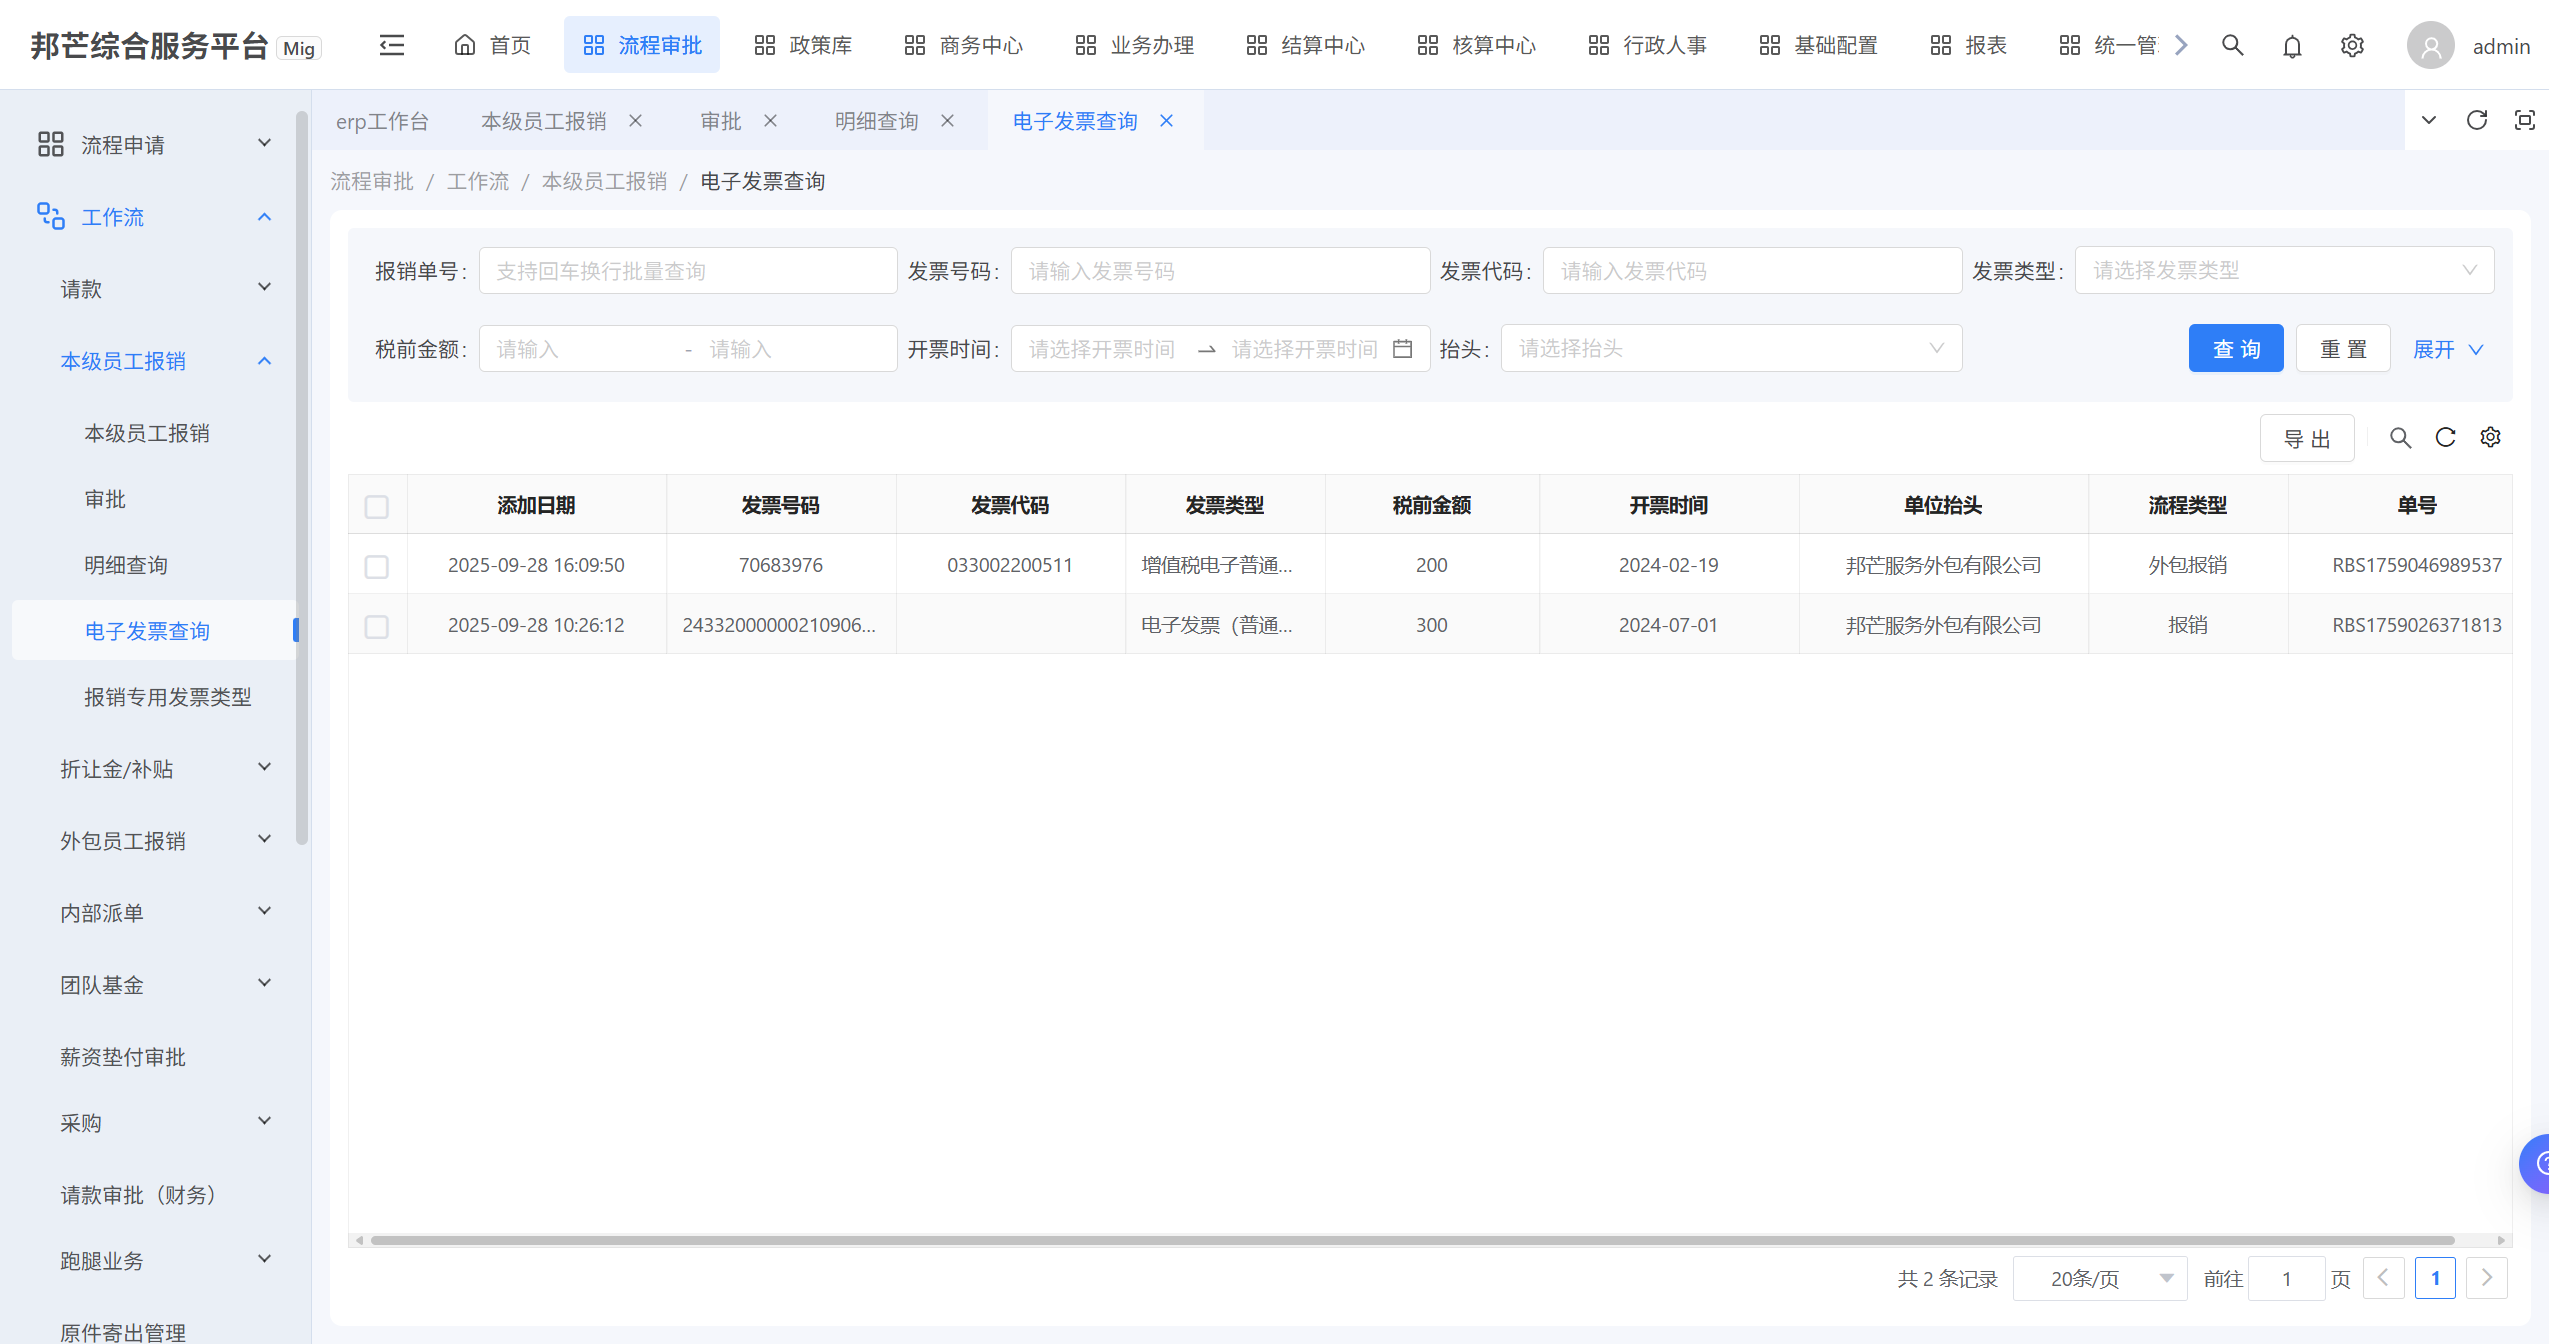 邦芒综合服务平台 Mig
首页 流程审批 政策库 商务中心 业务办理 结算中心 核算中心 行政人事 基础配置 报表 统一管 admin
erp工作台 本级员工报销 审批 明细查询 电子发票查询
流程审批 / 工作流 / 本级员工报销 / 电子发票查询
流程申请
工作流
请款
本级员工报销
本级员工报销
审批
明细查询
电子发票查询
报销专用发票类型
折让金/补贴
外包员工报销
内部派单
团队基金
薪资垫付审批
采购
请款审批（财务）
跑腿业务
原件寄出管理
报销单号: 支持回车换行批量查询 发票号码: 请输入发票号码 发票代码: 请输入发票代码 发票类型: 请选择发票类型
税前金额: 请输入 - 请输入 开票时间: 请选择开票时间 请选择开票时间 抬头: 请选择抬头 查 询 重 置 展开
导 出
添加日期 发票号码 发票代码 发票类型 税前金额 开票时间 单位抬头 流程类型 单号
2025-09-28 16:09:50 70683976 033002200511 增值税电子普通... 200 2024-02-19 邦芒服务外包有限公司 外包报销 RBS1759046989537
2025-09-28 10:26:12 24332000000210906... 电子发票（普通... 300 2024-07-01 邦芒服务外包有限公司 报销 RBS1759026371813
共 2 条记录 20条/页 前往 1 页 1